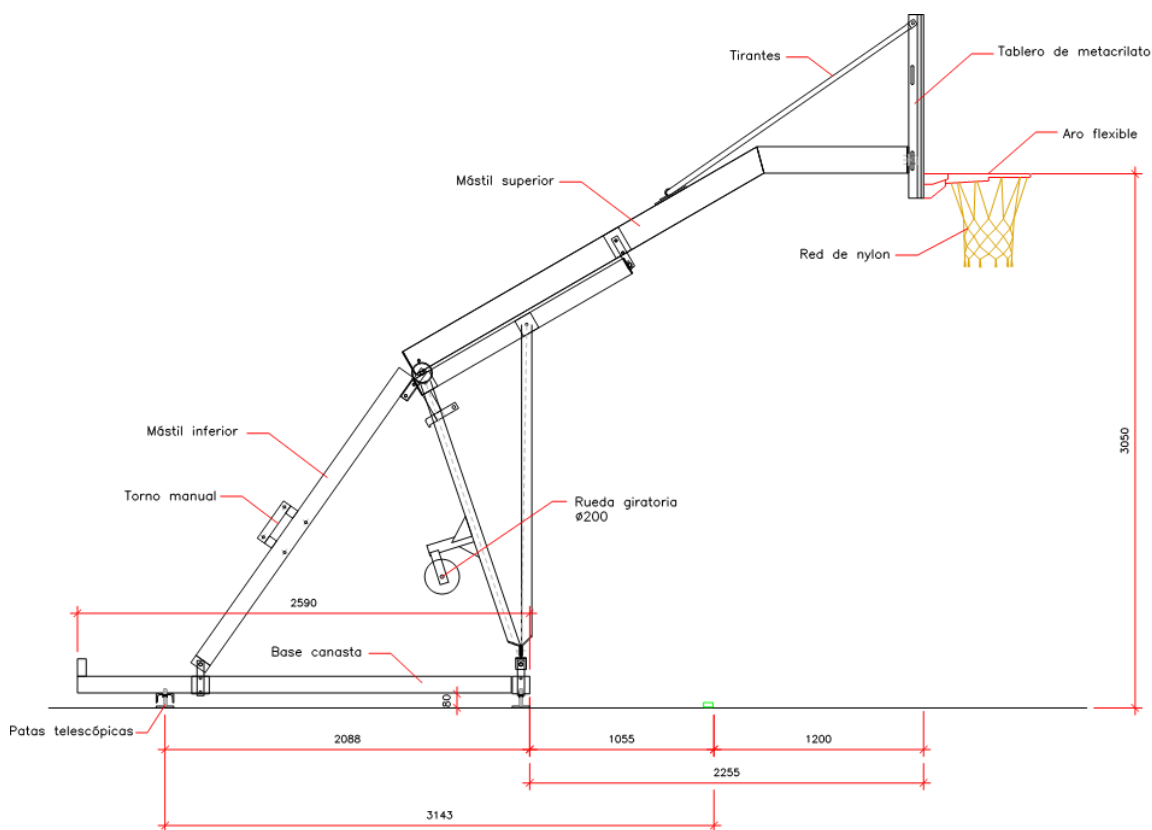 Tirantes
Tablero de metacrilato
Aro flexible
Mástil superior
Red de nylon
Mástil inferior
3050
Torno manual
Rueda giratoria
ø200
2590
Base canasta
80
Patas telescópicas
2088
1055
1200
2255
3143